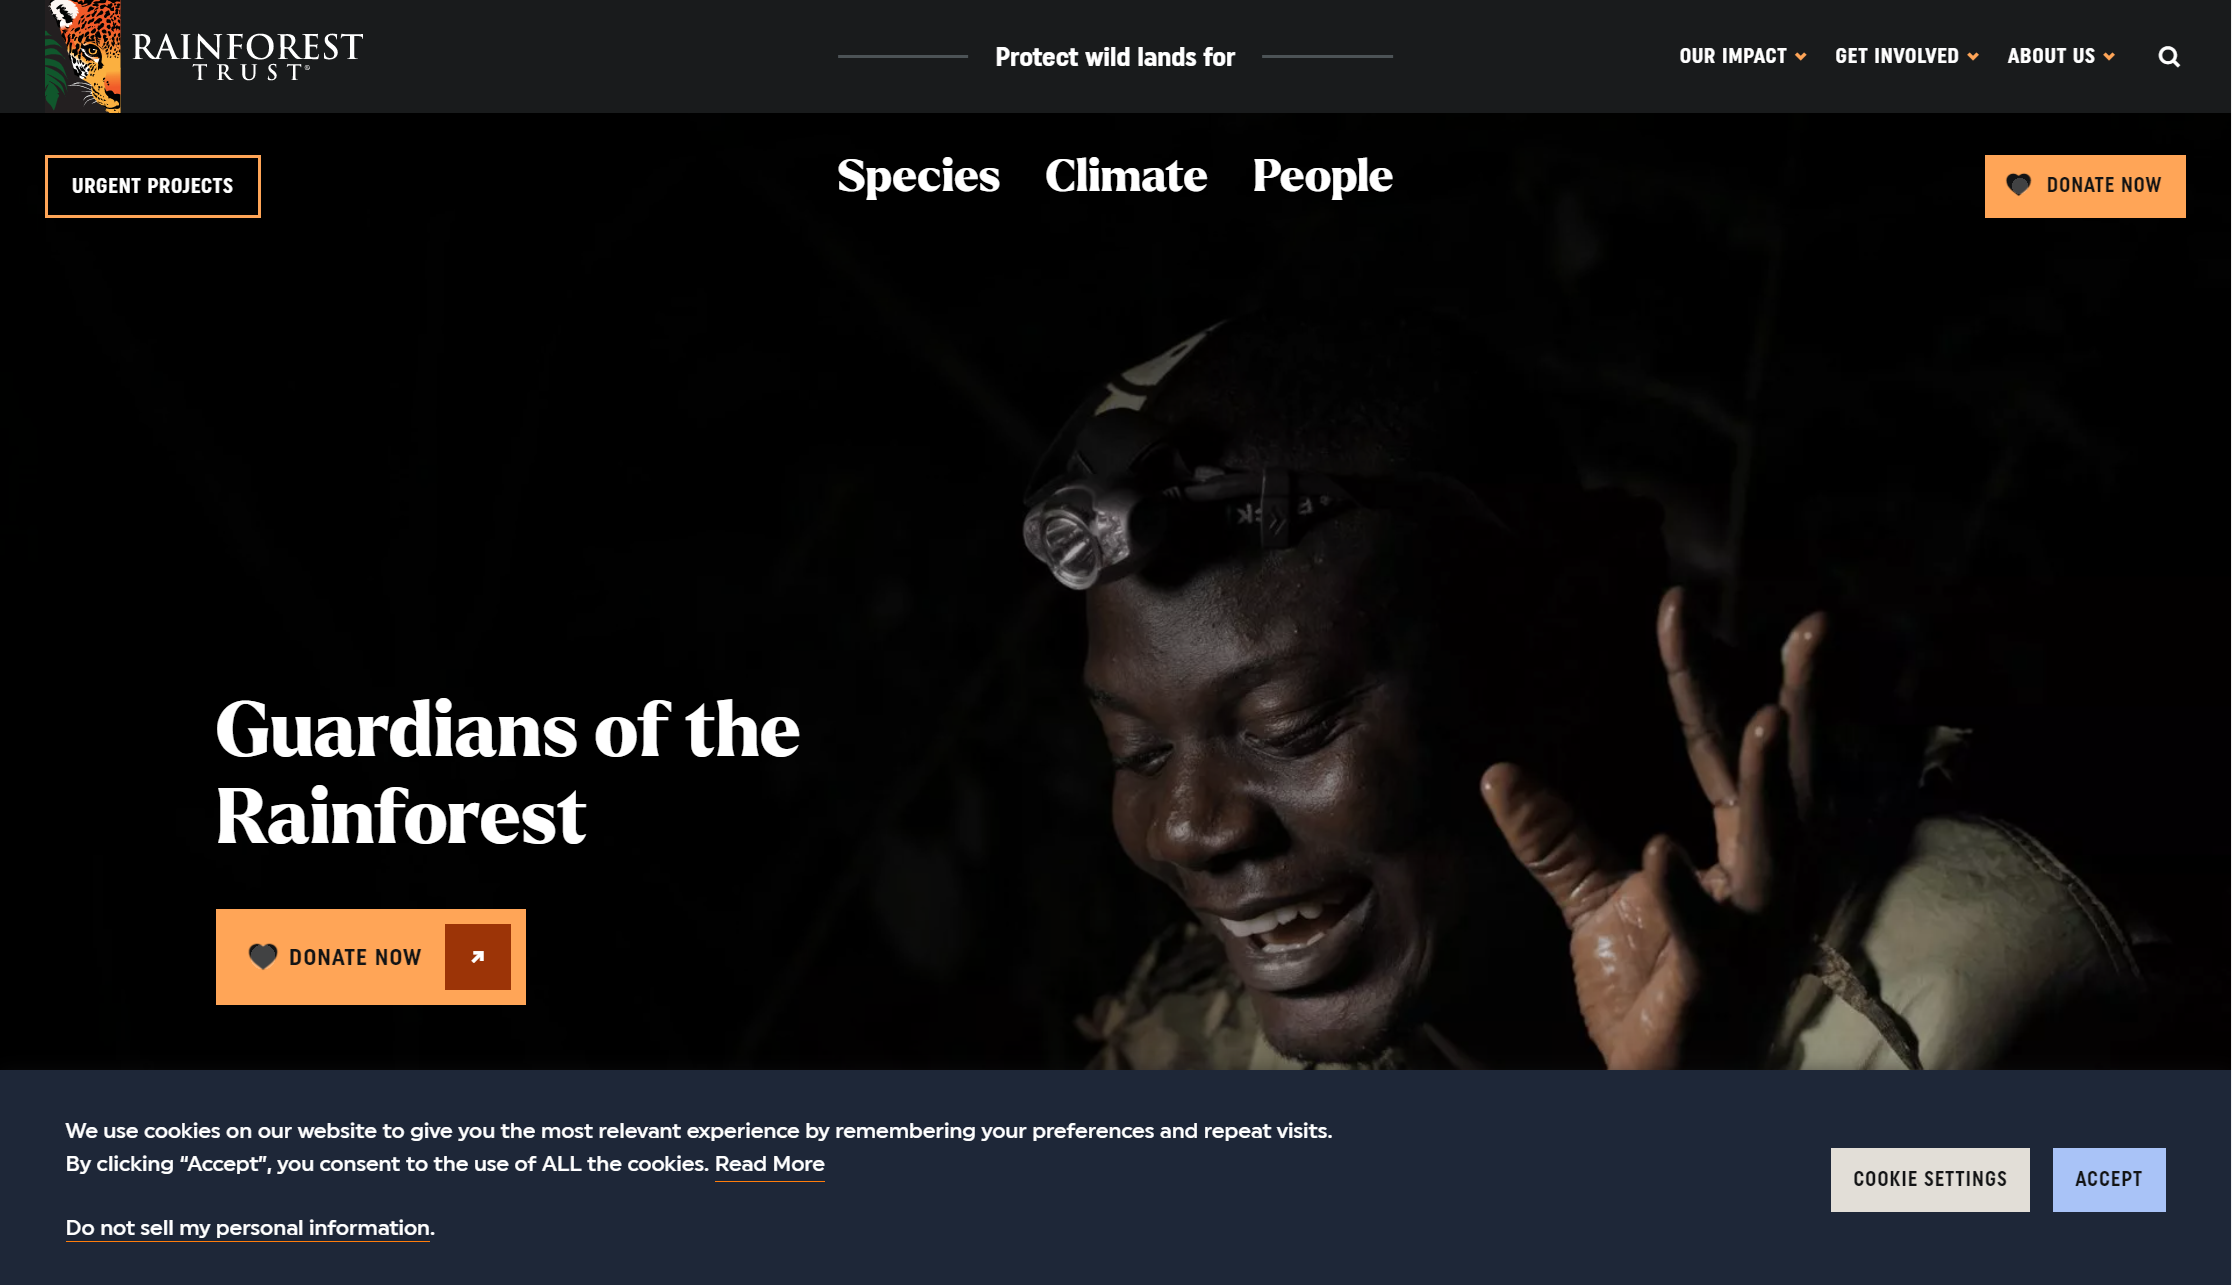 RAINFOREST
TRUST®
Protect wild lands for
OUR IMPACT
GET INVOLVED
ABOUT US
URGENT PROJECTS
Species
Climate
People
DONATE NOW
Guardians of the
Rainforest
DONATE NOW
We use cookies on our website to give you the most relevant experience by remembering your preferences and repeat visits.
By clicking “Accept”, you consent to the use of ALL the cookies. Read More
Do not sell my personal information.
COOKIE SETTINGS
ACCEPT